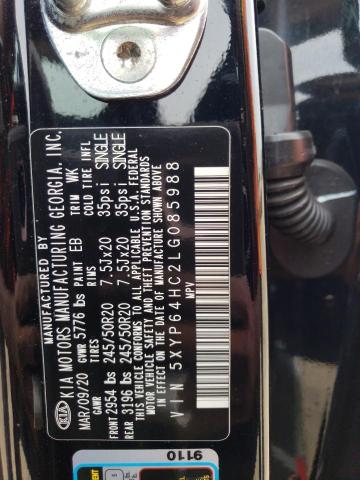 MANUFACTURED BY
KIA KIA MOTORS MANUFACTURING GEORGIA, INC.
MAR/09/20 GVWR 5776 lbs PAINT EB TRIM WK
GAWR TIRES RIMS COLD TIRE INFL
FRONT 2954 lbs 245/50R20 7.5JX20 35psi SINGLE
REAR 3196 lbs 245/50R20 7.5JX20 35psi SINGLE
THIS VEHICLE CONFORMS TO ALL APPLICABLE U.S.A FEDERAL
MOTOR VEHICLE SAFETY AND THEFT PREVENTION STANDARDS
IN EFFECT ON THE DATE OF MANUFACTURE SHOWN ABOVE
VIN 5XYP64HC2LG085988
MPV
9110